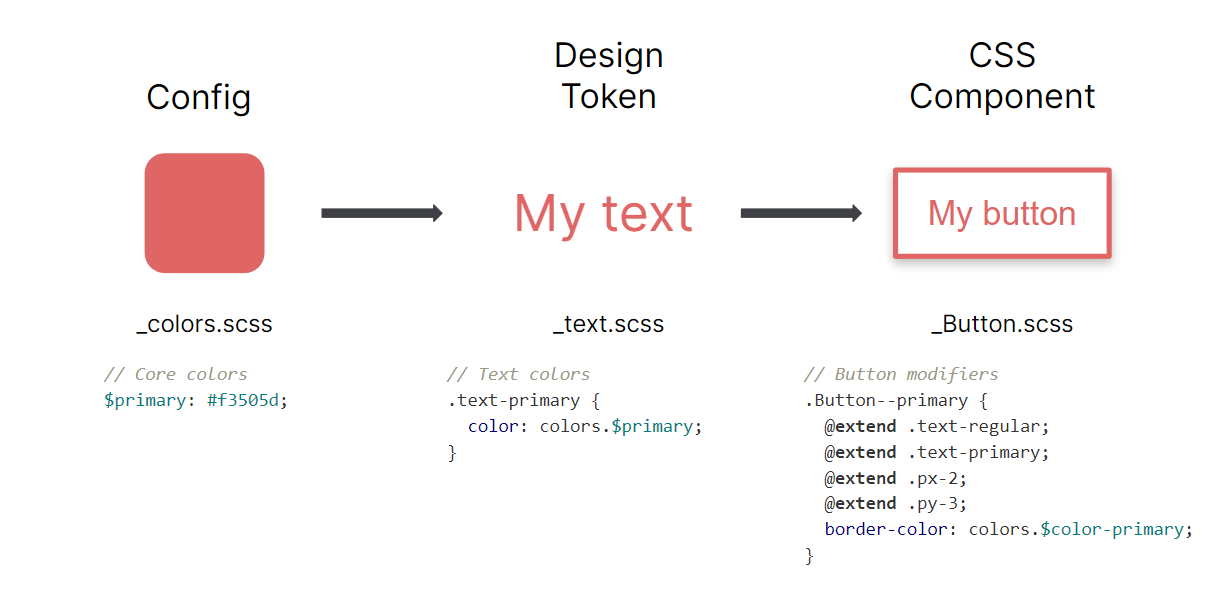 Config
Design
Token
CSS
Component
My text
My button
_colors.scss
_text.scss
_Button.scss
// Core colors
$primary: #f3505d;
// Text colors
.text-primary {
  color: colors.$primary;
}
// Button modifiers
.Button--primary {
  @extend .text-regular;
  @extend .text-primary;
  @extend .px-2;
  @extend .py-3;
  border-color: colors.$color-primary;
}